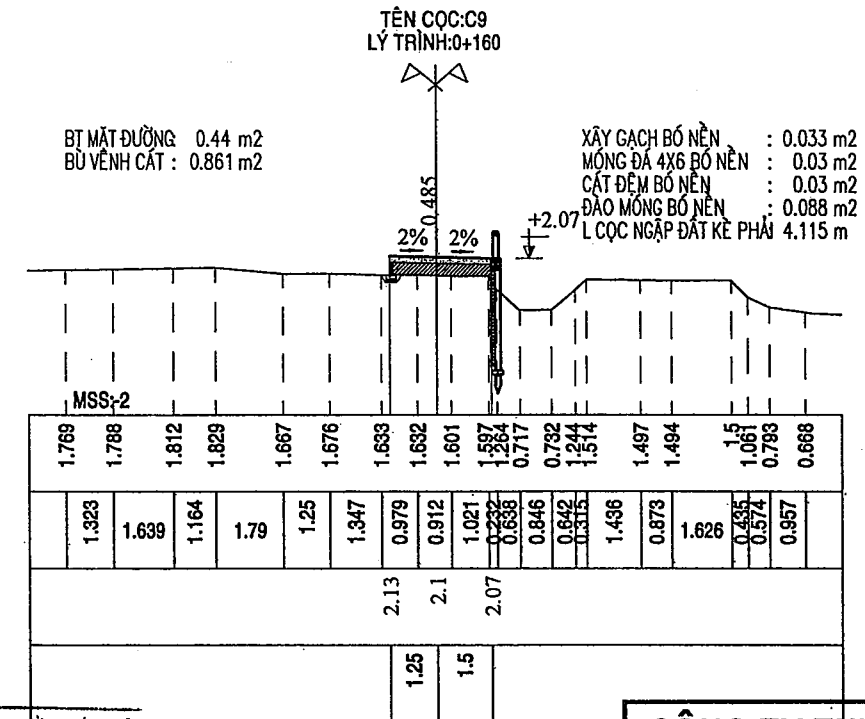 TÊN CỌC:C9
LÝ TRÌNH:0+160
BT MẶT ĐƯỜNG 0.44 m2
BÙ VÊNH CÁT : 0.861 m2
XÂY GẠCH BÓ NỀN : 0.033 m2
MÓNG ĐÁ 4X6 BÓ NỀN : 0.03 m2
CÁT ĐỆM BÓ NỀN : 0.03 m2
ĐÀO MÓNG BÓ NỀN : 0.088 m2
L CỌC NGẬP ĐẤT KÈ PHẢI 4.115 m
0.485
+2.07
2% 2%
MSS:-2
1.769 1.788 1.812 1.829 1.667 1.676 1.633 1.632 1.601 1.597 1.264 0.717 0.732 1.244 1.514 1.497 1.494 1.5 1.061 0.793 0.668
1.323 1.639 1.164 1.79 1.25 1.347 0.979 0.912 1.021 0.232 0.638 0.846 0.642 0.315 1.436 0.873 1.626 0.435 0.574 0.957
2.13 2.1 2.07
1.25 1.5